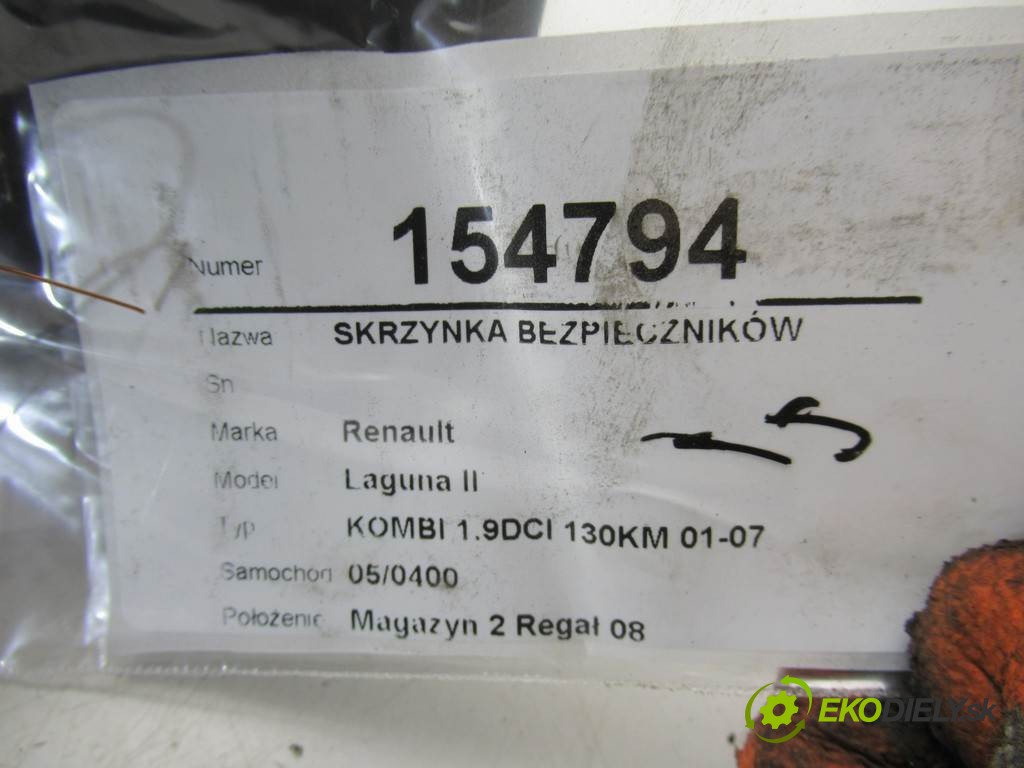 Numer 154794
Nazwa SKRZYNKA BEZPIECZNIKÓW
Sn
Marka Renault
Model Laguna II
Typ KOMBI 1.9DCI 130KM 01-07
Samochód 05/0400
Położenie Magazyn 2 Regał 08
EKODIELY.SK